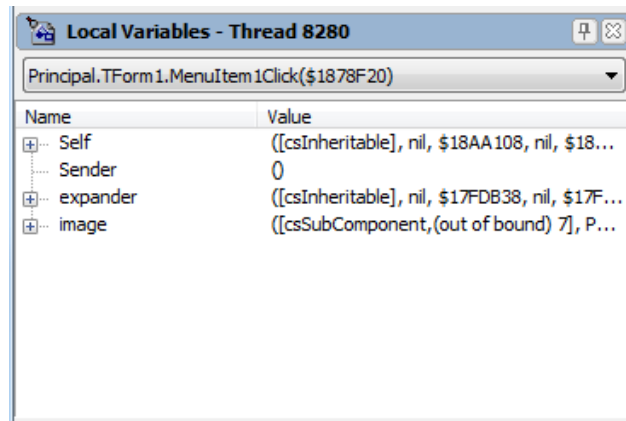 Local Variables - Thread 8280
Principal.TForm1.MenuItem1Click($1878F20)
Name Value
Self ([csInheritable], nil, $18AA108, nil, $18...
Sender ()
expander ([csInheritable], nil, $17FDB38, nil, $17F...
image ([csSubComponent,(out of bound) 7], P...